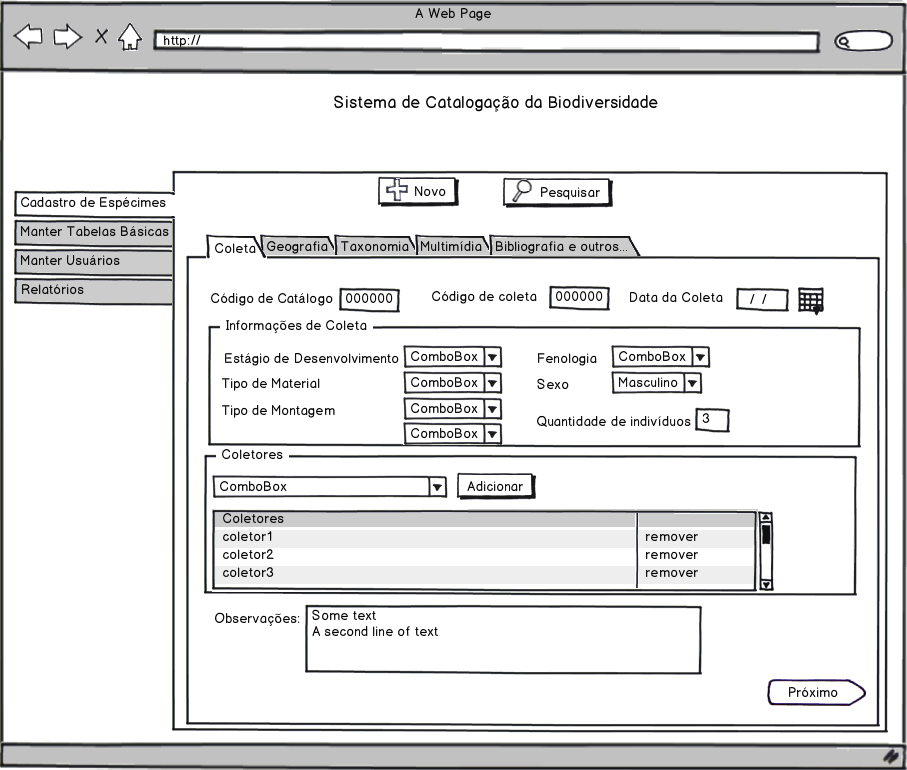 A Web Page
http://
Sistema de Catalogação da Biodiversidade
Novo
Pesquisar
Cadastro de Espécimes
Manter Tabelas Básicas
Manter Usuários
Relatórios
Coleta
Geografia
Taxonomia
Multimídia
Bibliografia e outros...
Código de Catálogo 000000
Código de coleta 000000
Data da Coleta / /
Informações de Coleta
Estágio de Desenvolvimento ComboBox
Fenologia ComboBox
Tipo de Material ComboBox
Sexo Masculino
Tipo de Montagem ComboBox
Quantidade de indivíduos 3
ComboBox
Coletores
ComboBox
Adicionar
Coletores
coletor1 remover
coletor2 remover
coletor3 remover
Observações:
Some text
A second line of text
Próximo